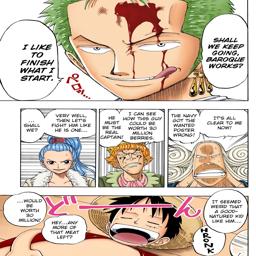 SHALL
WE KEEP
GOING,
BAROQUE
WORKS?
I LIKE
TO
FINISH
WHAT I
START.
IT'S ALL
CLEAR TO
ME NOW!
THE NAVY
GOT THE
WANTED
POSTER
WRONG!
I CAN SEE
HOW THIS GUY
COULD BE
WORTH 30
MILLION
BERRIES.
HE
MUST
BE THE
REAL
CAPTAIN!
VERY WELL,
THEN LET'S
FIGHT HIM LIKE
HE IS ONE...
...
SHALL
WE?
IT SEEMED
WEIRD THAT
A GOOD-
NATURED KID
LIKE HIM...
HRONK
HEY...ANY
MORE OF
THAT MEAT
LEFT?
...WOULD
BE
WORTH 30
MILLION!